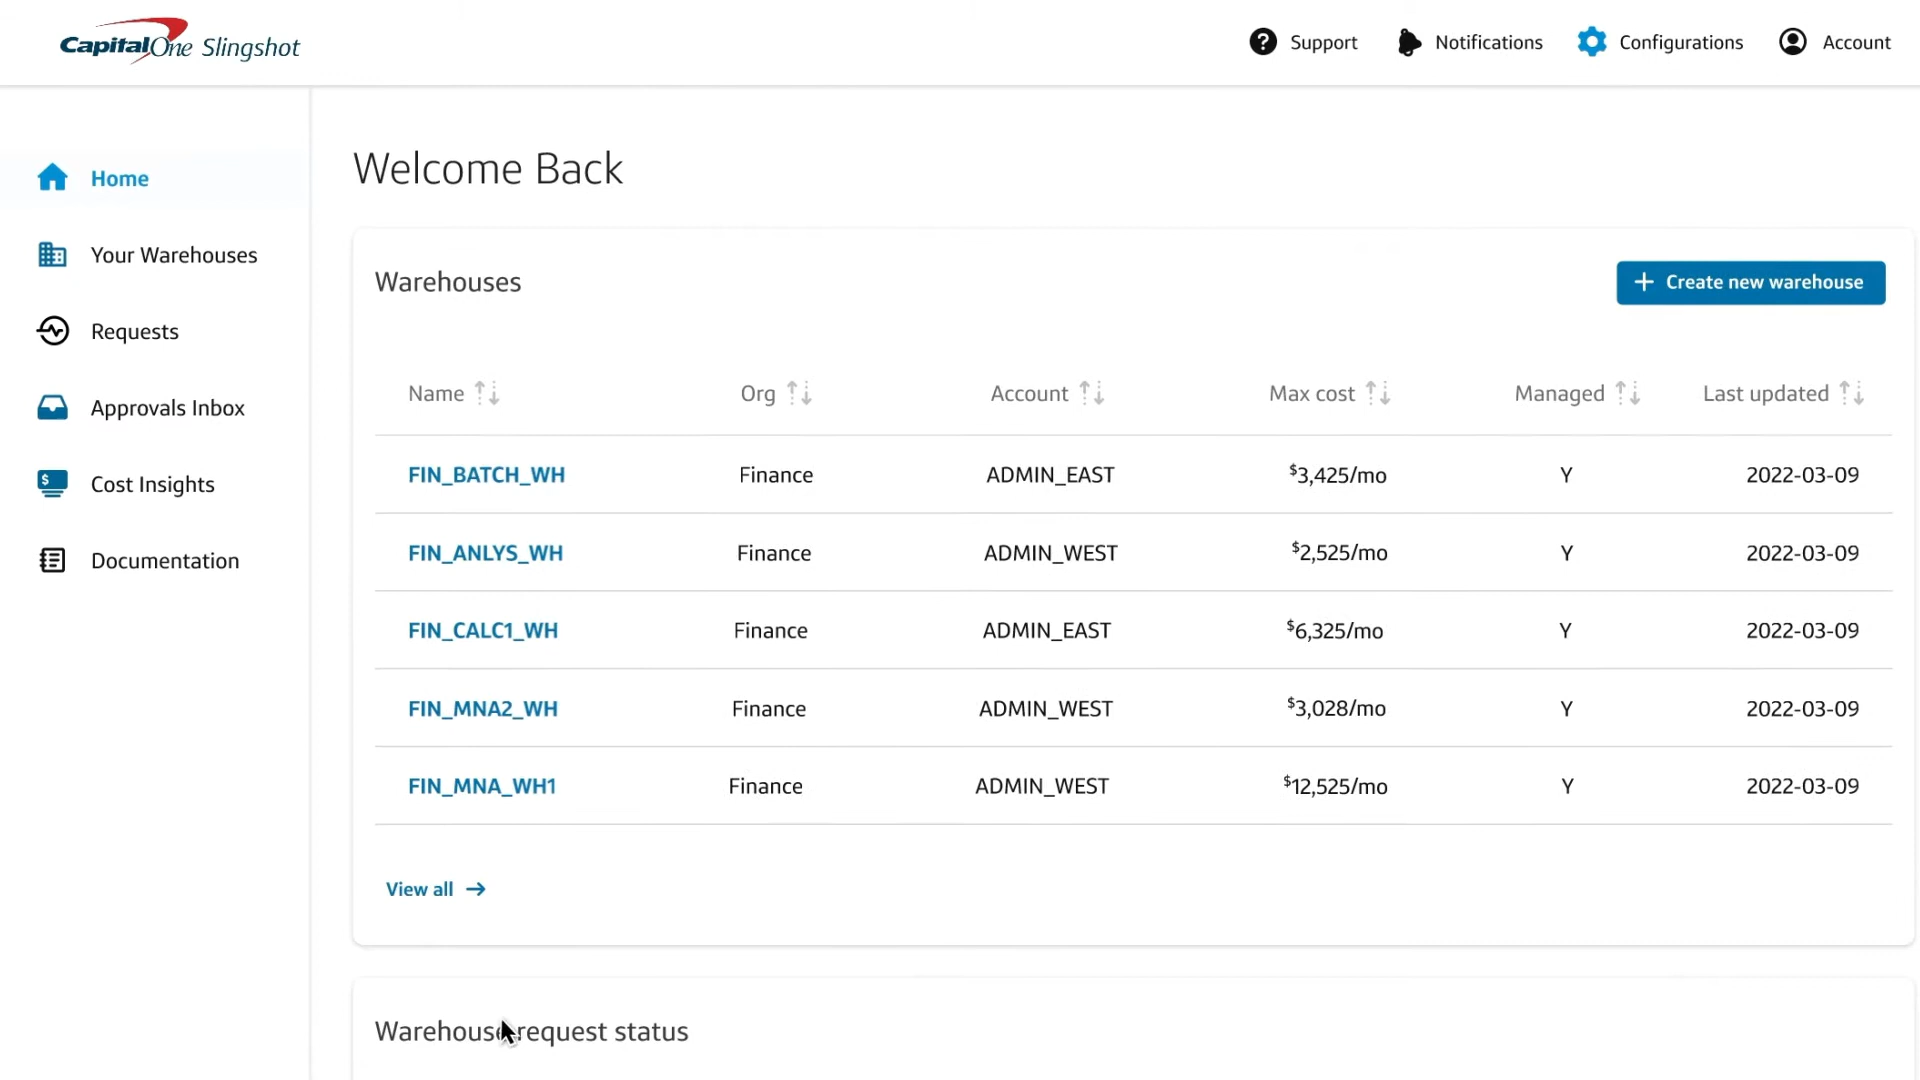 CapitalOne Slingshot
Support Notifications Configurations Account
Home
Your Warehouses
Requests
Approvals Inbox
Cost Insights
Documentation
Welcome Back
Warehouses
+ Create new warehouse
Name Org Account Max cost Managed Last updated
FIN_BATCH_WH Finance ADMIN_EAST $3,425/mo Y 2022-03-09
FIN_ANLYS_WH Finance ADMIN_WEST $2,525/mo Y 2022-03-09
FIN_CALC1_WH Finance ADMIN_EAST $6,325/mo Y 2022-03-09
FIN_MNA2_WH Finance ADMIN_WEST $3,028/mo Y 2022-03-09
FIN_MNA_WH1 Finance ADMIN_WEST $12,525/mo Y 2022-03-09
View all →
Warehouse request status